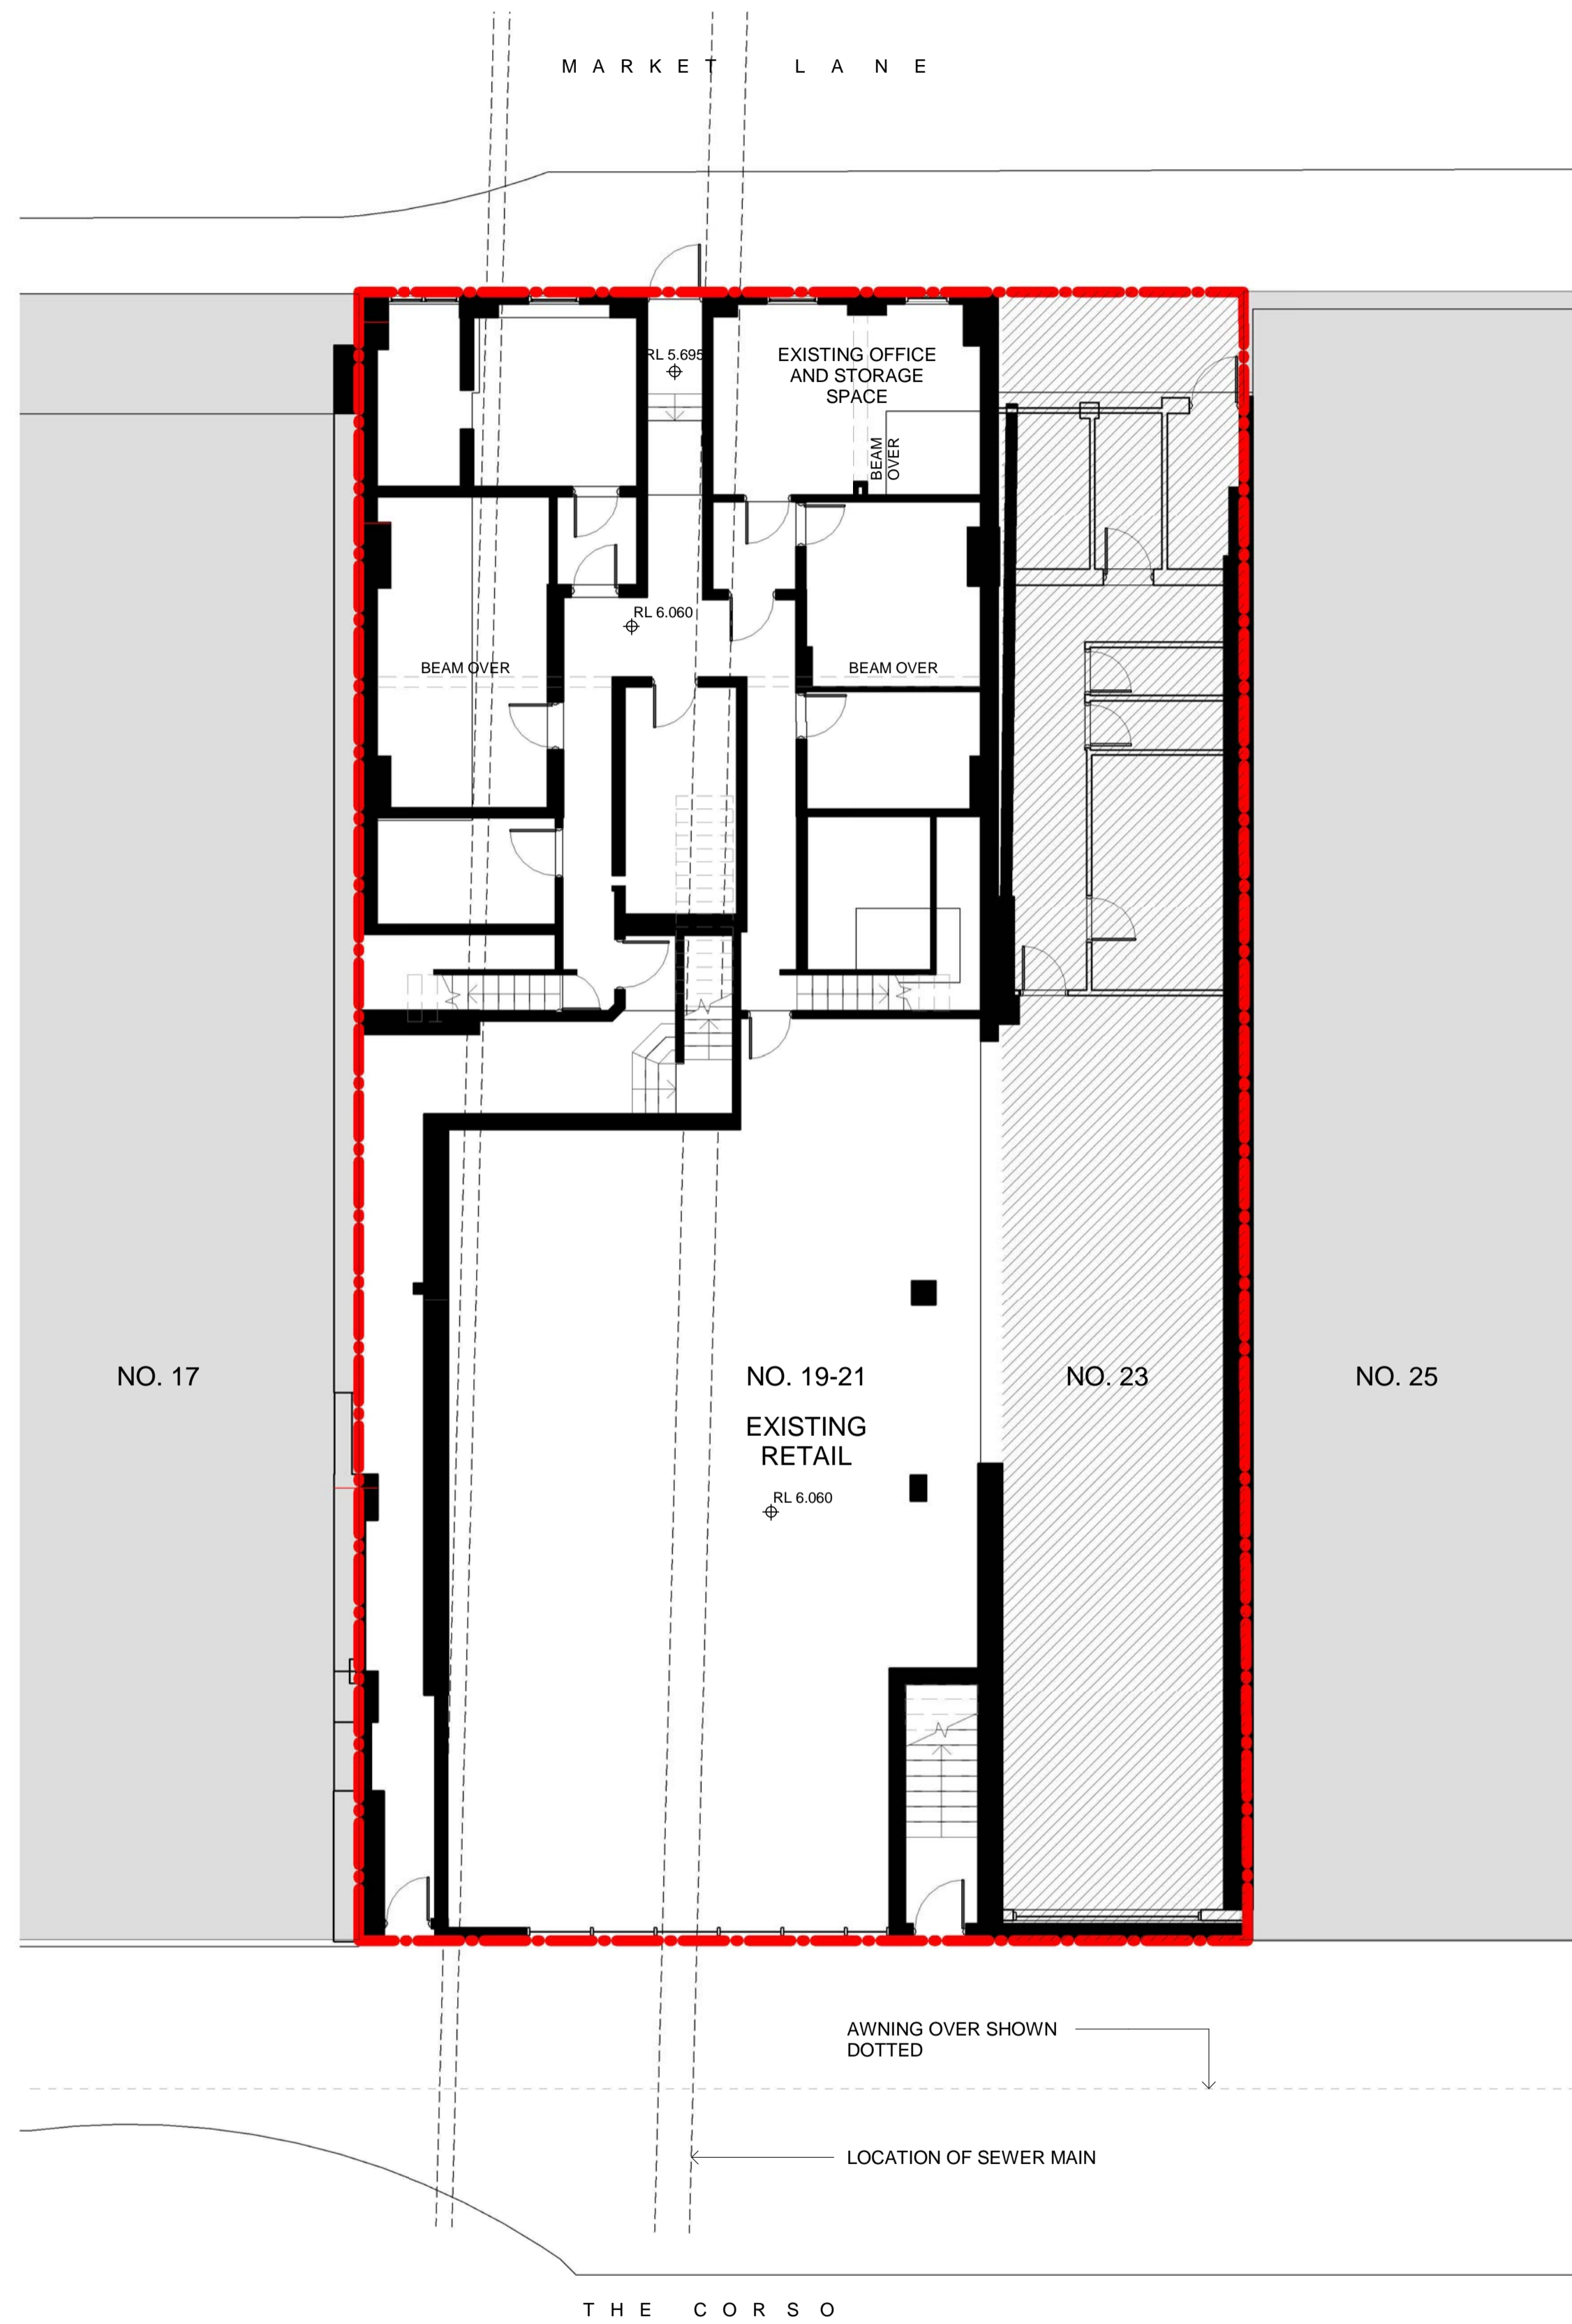 MARKET LANE
RL 5.695
EXISTING OFFICE
AND STORAGE
SPACE
BEAM
OVER
RL 6.060
BEAM OVER
BEAM OVER
NO. 17
NO. 19-21
NO. 23
NO. 25
EXISTING
RETAIL
RL 6.060
AWNING OVER SHOWN
DOTTED
LOCATION OF SEWER MAIN
THE CORSO